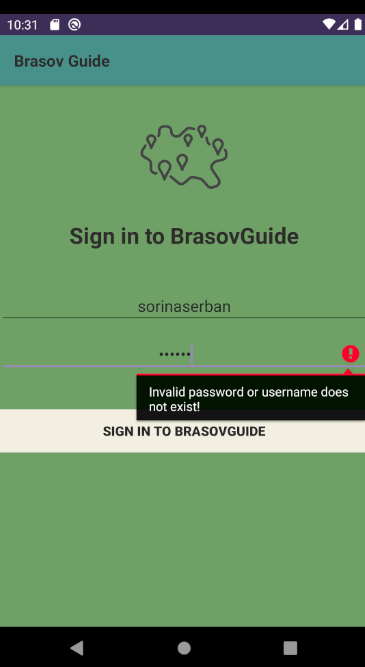 10:31
Brasov Guide
Sign in to BrasovGuide
sorinaserban
••••••
Invalid password or username does
not exist!
SIGN IN TO BRASOVGUIDE